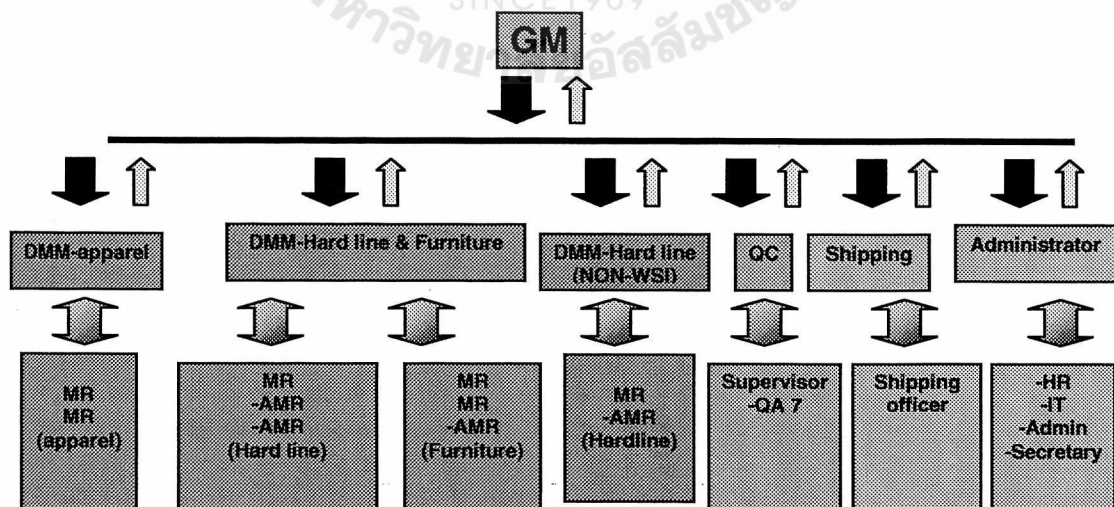 SINCE1969
GM
DMM-apparel
DMM-Hard line & Furniture
DMM-Hard line
(NON-WSI)
QC
Shipping
Administrator
MR
MR
(apparel)
MR
-AMR
-AMR
(Hard line)
MR
MR
-AMR
(Furniture)
MR
-AMR
(Hardline)
Supervisor
-QA 7
Shipping
officer
-HR
-IT
-Admin
-Secretary